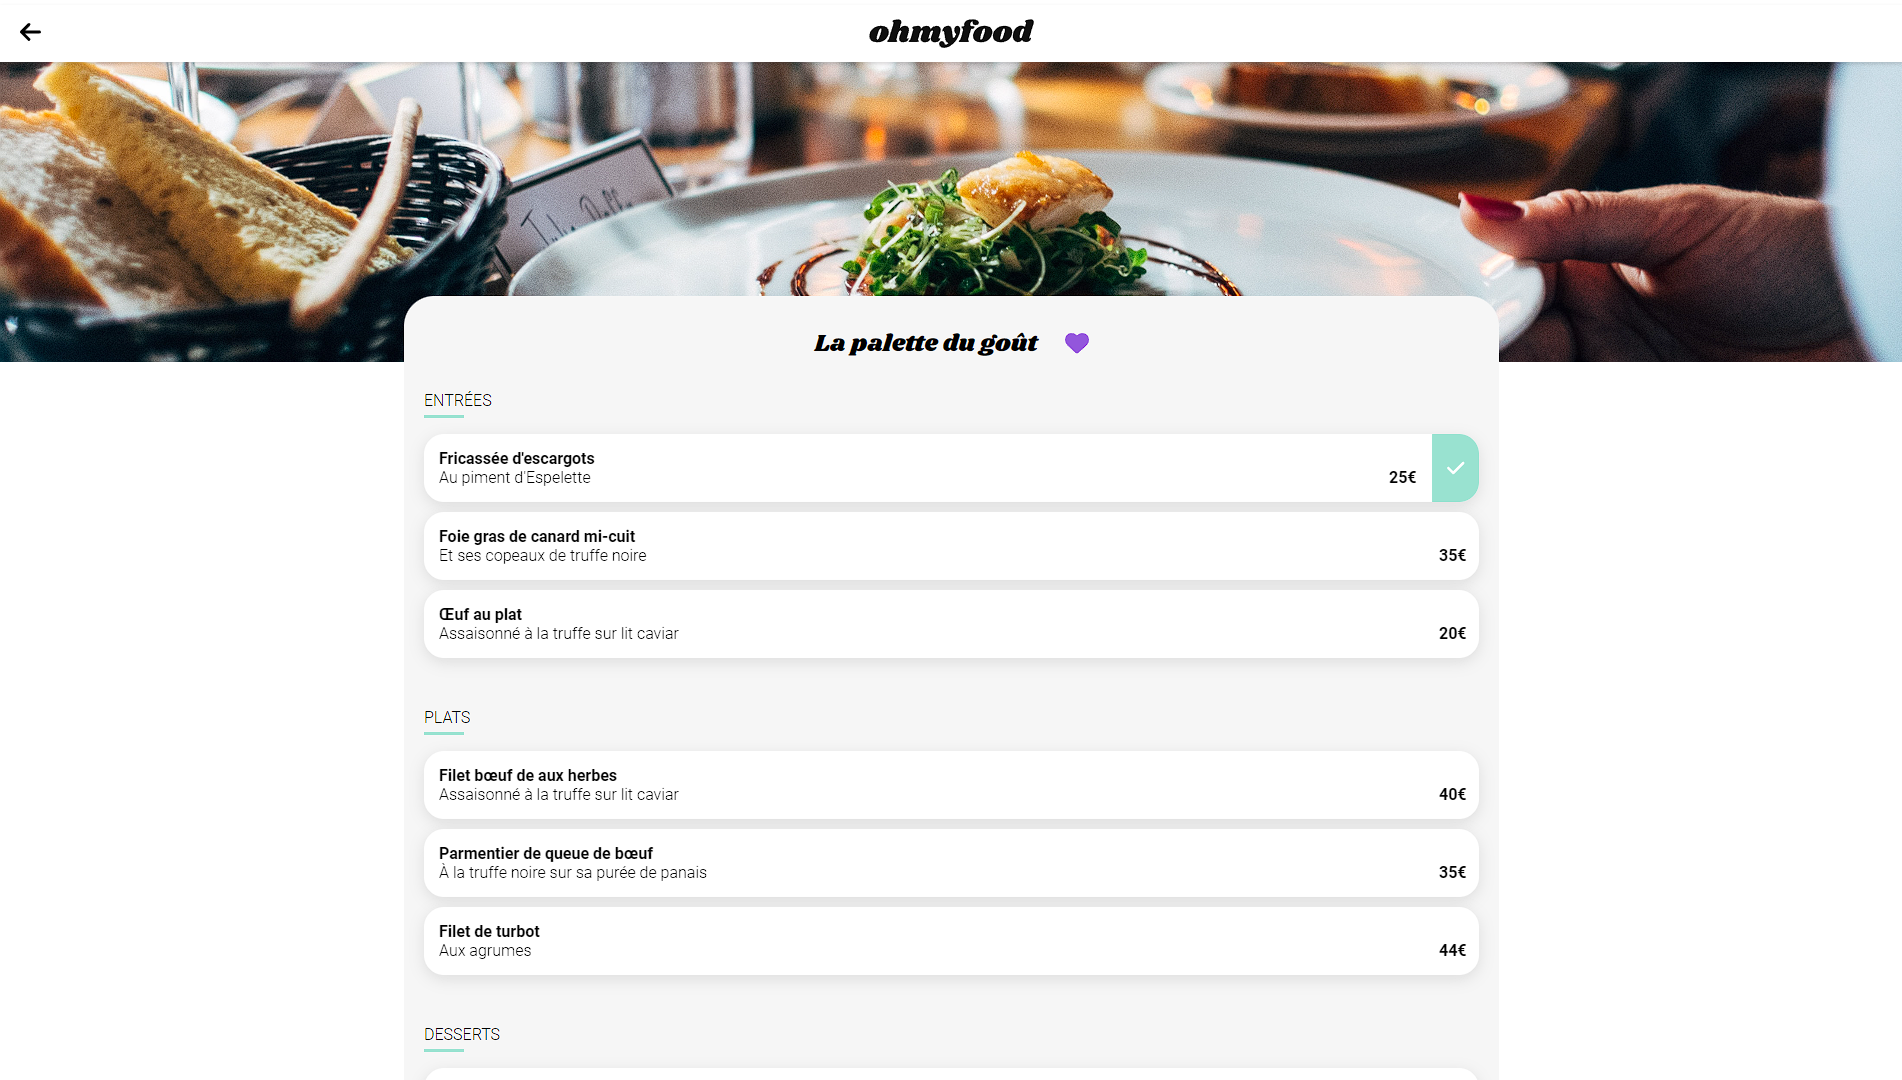 ohmyfood
La palette du goût
ENTRÉES
Fricassée d'escargots
Au piment d'Espelette
25€
Foie gras de canard mi-cuit
Et ses copeaux de truffe noire
35€
Œuf au plat
Assaisonné à la truffe sur lit caviar
20€
PLATS
Filet bœuf de aux herbes
Assaisonné à la truffe sur lit caviar
40€
Parmentier de queue de bœuf
À la truffe noire sur sa purée de panais
35€
Filet de turbot
Aux agrumes
44€
DESSERTS